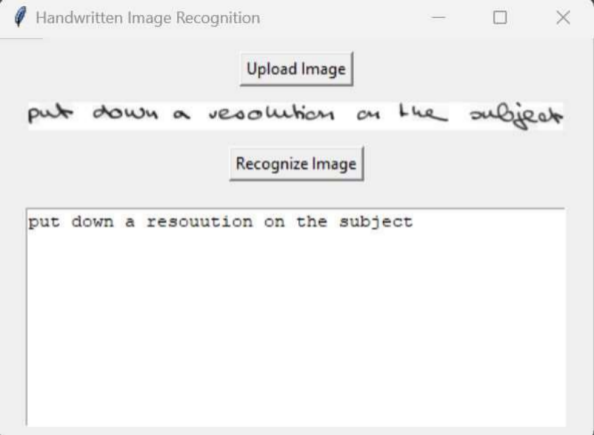 Handwritten Image Recognition
Upload Image
put down a resolution on the subject
Recognize Image
put down a resouution on the subject